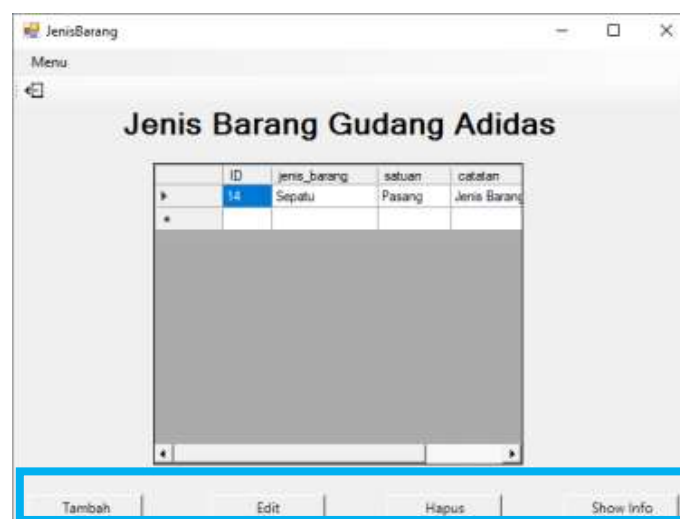 JenisBarang
Menu
Jenis Barang Gudang Adidas
ID jenis_barang satuan catatan
14 Sepatu Pasang Jenis Barang
Tambah Edit Hapus Show Info